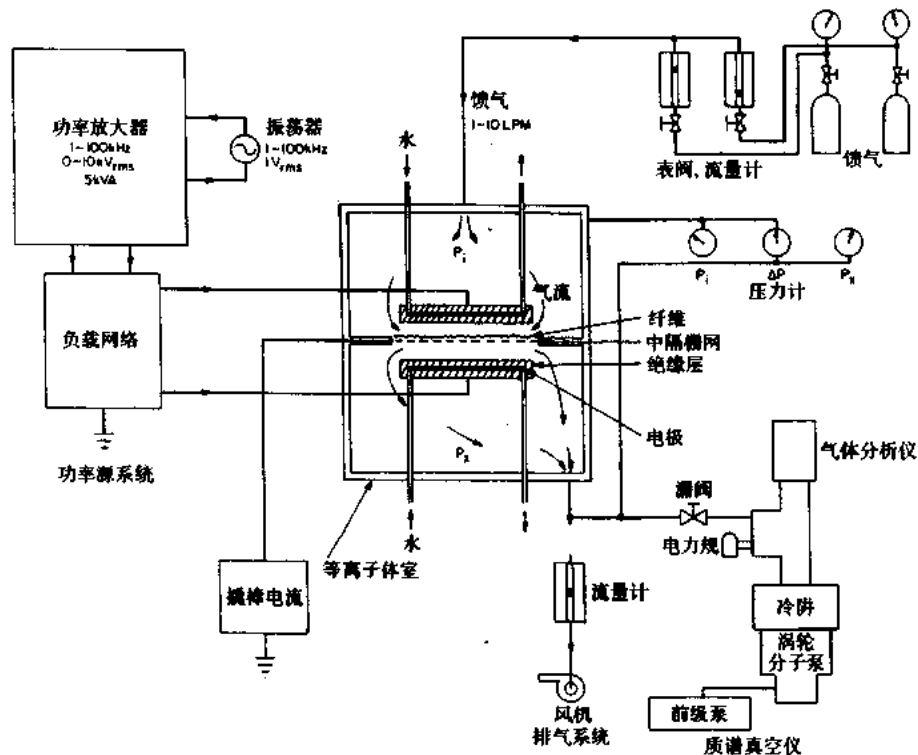 功率放大器
1~100kHz
0~10kVrms
5kVA
振荡器
1~100kHz
1Vrms
负载网络
功率源系统
馈气
1~10 LPM
水
表阀,流量计
馈气
Pi
气流
Pi
ΔP
Px
压力计
纤维
中隔栅网
绝缘层
电极
Px
水
等离子体室
撬棒电流
漏阀
气体分析仪
电力规
流量计
冷阱
涡轮
分子泵
前级泵
质谱真空仪
风机
排气系统